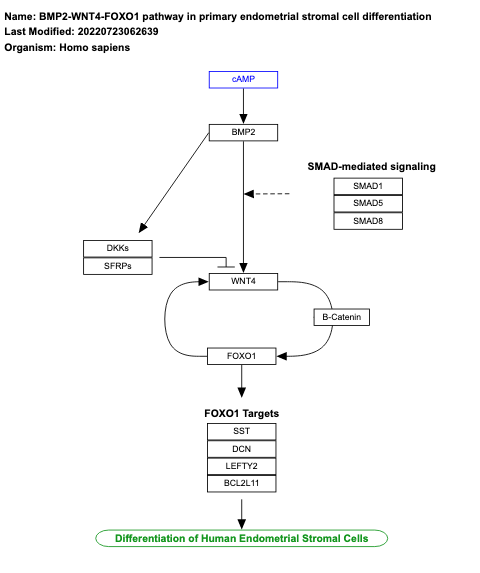 Name: BMP2-WNT4-FOXO1 pathway in primary endometrial stromal cell differentiation
Last Modified: 20220723062639
Organism: Homo sapiens
cAMP
BMP2
SMAD-mediated signaling
SMAD1
SMAD5
SMAD8
DKKs
SFRPs
WNT4
B-Catenin
FOXO1
FOXO1 Targets
SST
DCN
LEFTY2
BCL2L11
Differentiation of Human Endometrial Stromal Cells